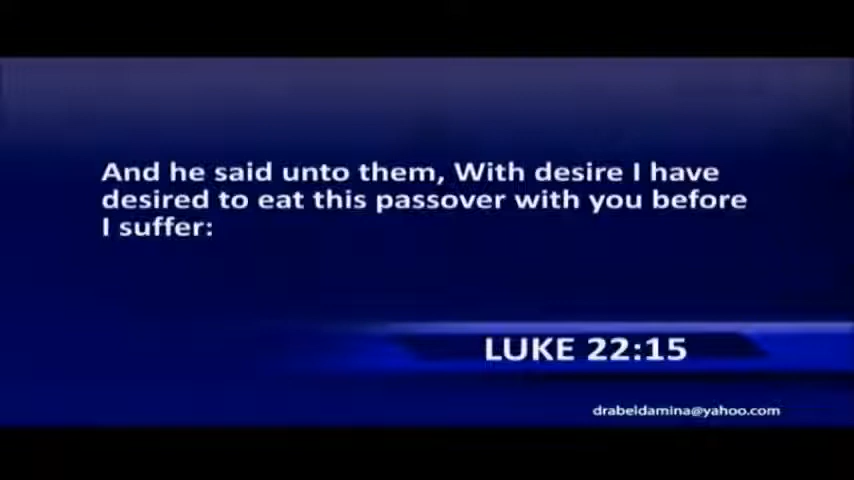 And he said unto them, With desire I have
desired to eat this passover with you before
I suffer:
LUKE 22:15
drabeldamina@yahoo.com